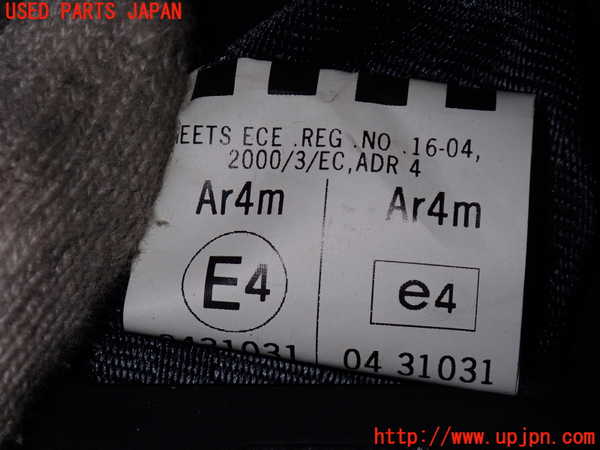 USED PARTS JAPAN
EETS ECE .REG .NO .16-04,
2000/3/EC,ADR 4
Ar4m Ar4m
E4 e4
0431031 04 31031
http://www.upjpn.com/